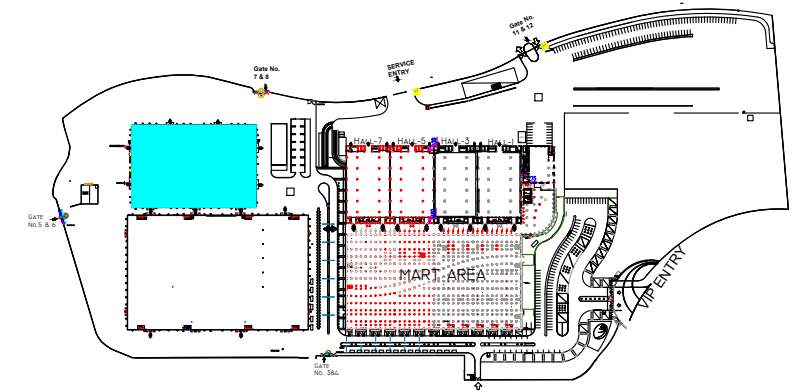 Gate No.
11 & 12
SERVICE
ENTRY
Gate No.
7 & 8
HALL-7
HALL-5
HALL-3
HALL-1
GATE
No.5 & 6
MART AREA
VIP ENTRY
GATE
No. 3&4